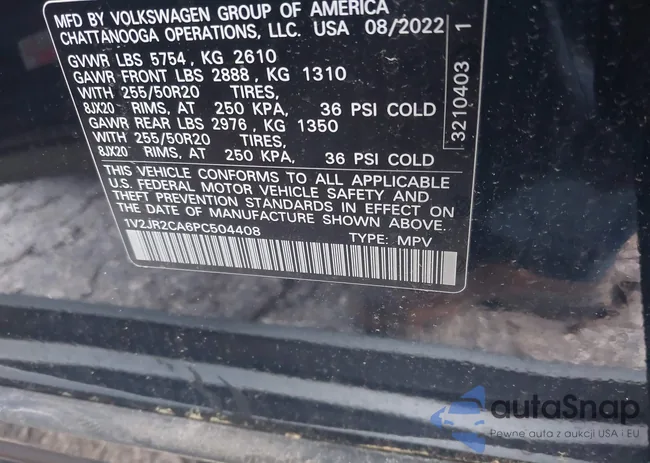 MFD BY VOLKSWAGEN GROUP OF AMERICA
CHATTANOOGA OPERATIONS, LLC. USA 08/2022
GVWR LBS 5754, KG 2610
GAWR FRONT LBS 2888, KG 1310
WITH 255/50R20 TIRES,
8JX20 RIMS, AT 250 KPA, 36 PSI COLD
GAWR REAR LBS 2976, KG 1350
WITH 255/50R20 TIRES,
8JX20 RIMS, AT 250 KPA, 36 PSI COLD
THIS VEHICLE CONFORMS TO ALL APPLICABLE
U.S. FEDERAL MOTOR VEHICLE SAFETY AND
THEFT PREVENTION STANDARDS IN EFFECT ON
THE DATE OF MANUFACTURE SHOWN ABOVE.
1V2JR2CA6PC504408 TYPE: MPV
3210403 1
autaSnap
Pewne auta z aukcji USA i EU